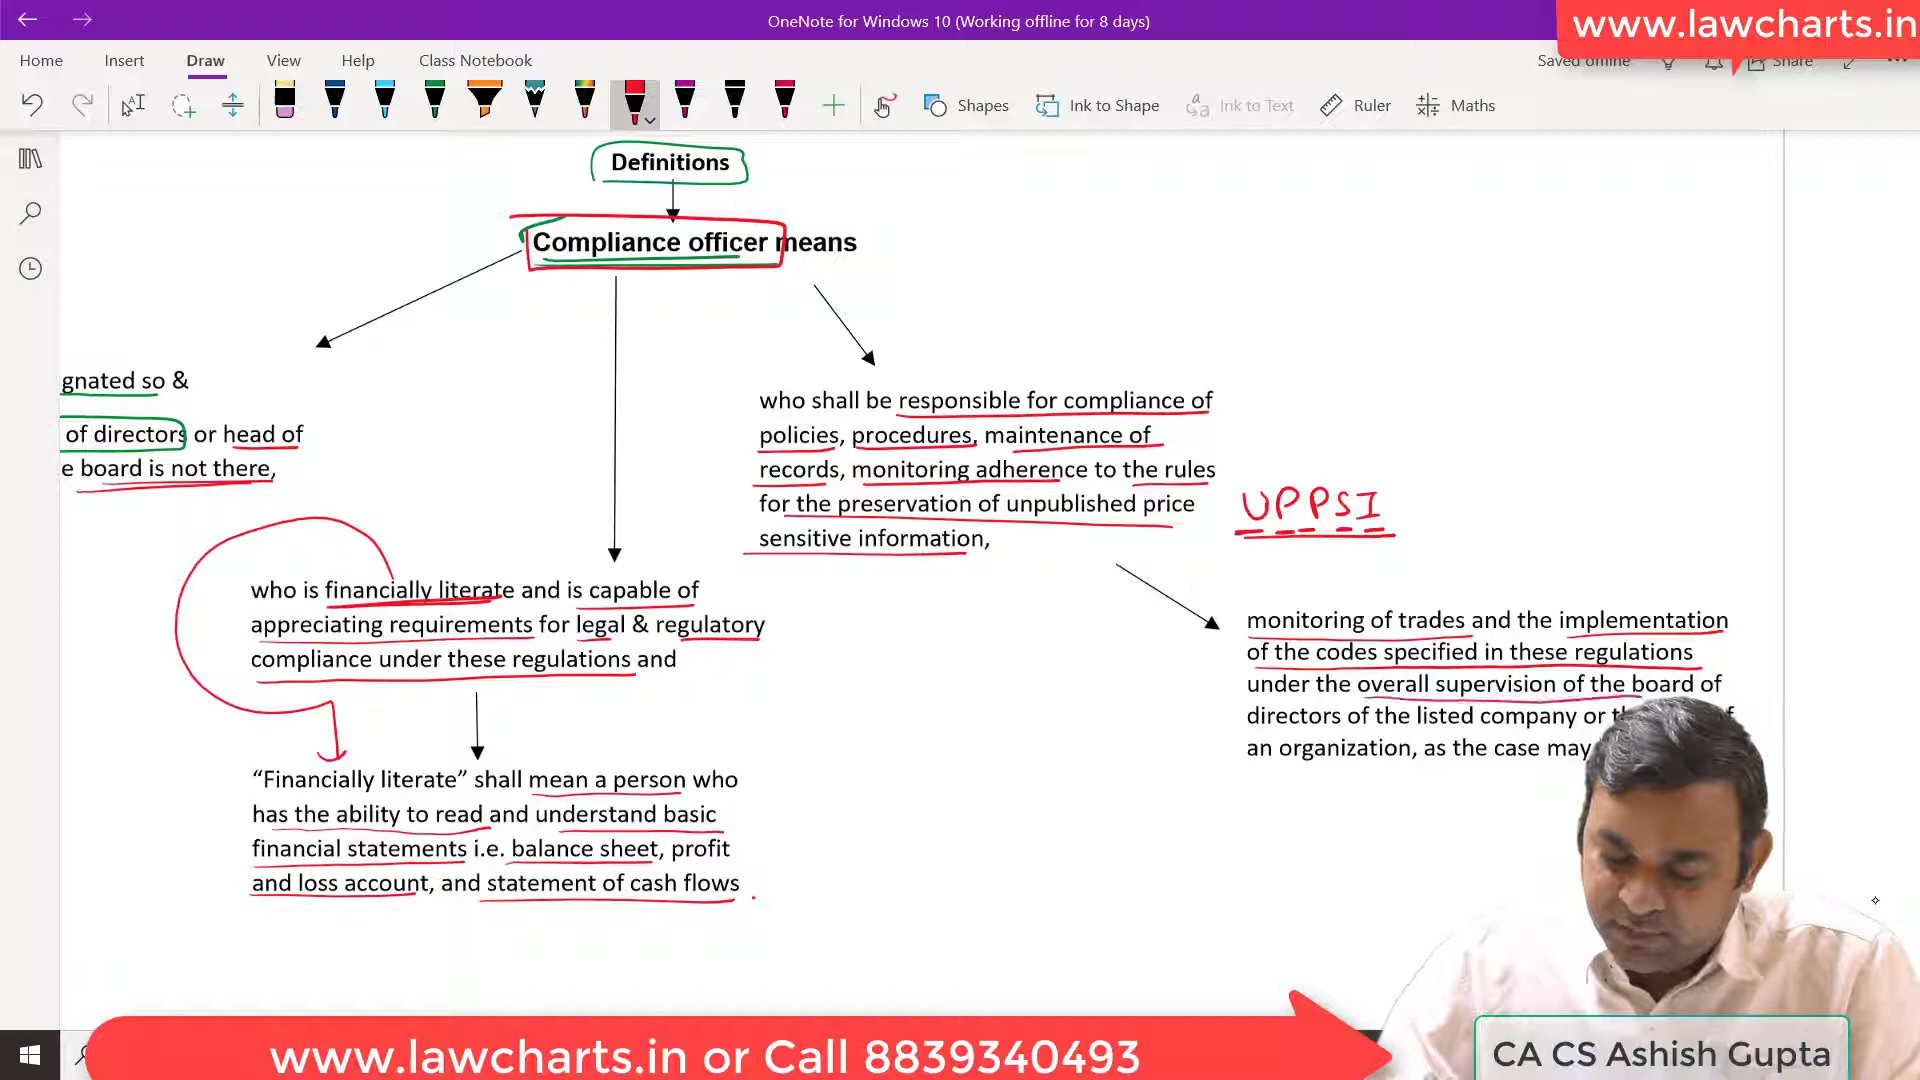 OneNote for Windows 10 (Working offline for 8 days)
www.lawcharts.in
Home Insert Draw View Help Class Notebook
Saved offline Share
Shapes Ink to Shape Ink to Text Ruler Maths
Definitions
Compliance officer means
gnated so &
of directors or head of
e board is not there,
who shall be responsible for compliance of
policies, procedures, maintenance of
records, monitoring adherence to the rules
for the preservation of unpublished price
sensitive information,
UPPSI
who is financially literate and is capable of
appreciating requirements for legal & regulatory
compliance under these regulations and
monitoring of trades and the implementation
of the codes specified in these regulations
under the overall supervision of the board of
directors of the listed company or
an organization, as the case may
“Financially literate” shall mean a person who
has the ability to read and understand basic
financial statements i.e. balance sheet, profit
and loss account, and statement of cash flows
www.lawcharts.in or Call 8839340493
CA CS Ashish Gupta